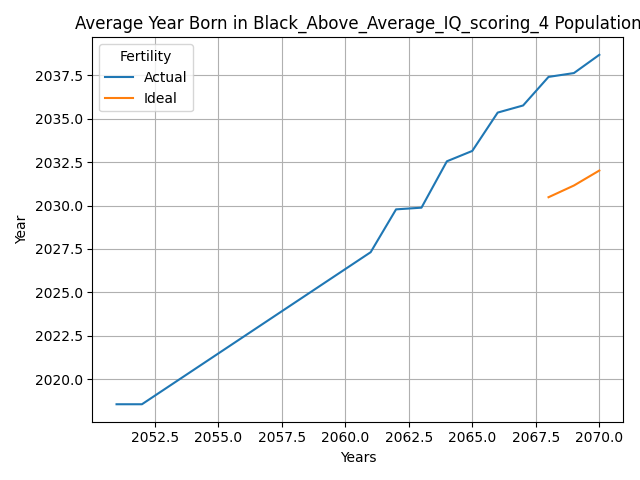 Average Year Born in Black_Above_Average_IQ_scoring_4 Population
Fertility
Actual
Ideal
2037.5
2035.0
2032.5
2030.0
2027.5
2025.0
2022.5
2020.0
Year
2052.5 2055.0 2057.5 2060.0 2062.5 2065.0 2067.5 2070.0
Years